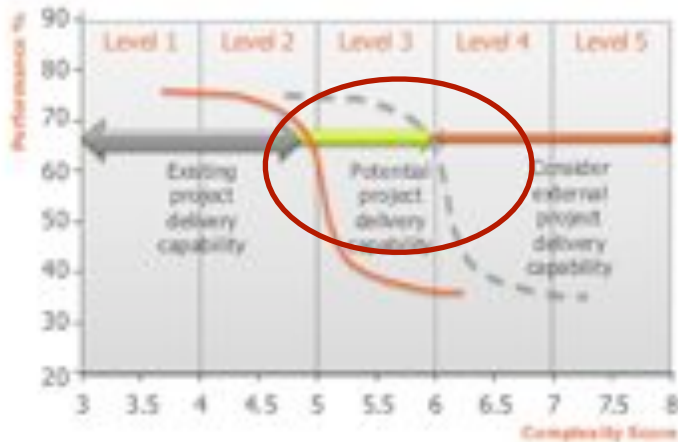 Performance %
90
80
70
60
50
40
30
20
Level 1 Level 2 Level 3 Level 4 Level 5
Existing
project
delivery
capability
Potential
project
delivery
Consider
external
project
delivery
capability
3 3.5 4 4.5 5 5.5 6 6.5 7 7.5 8
Complexity Score